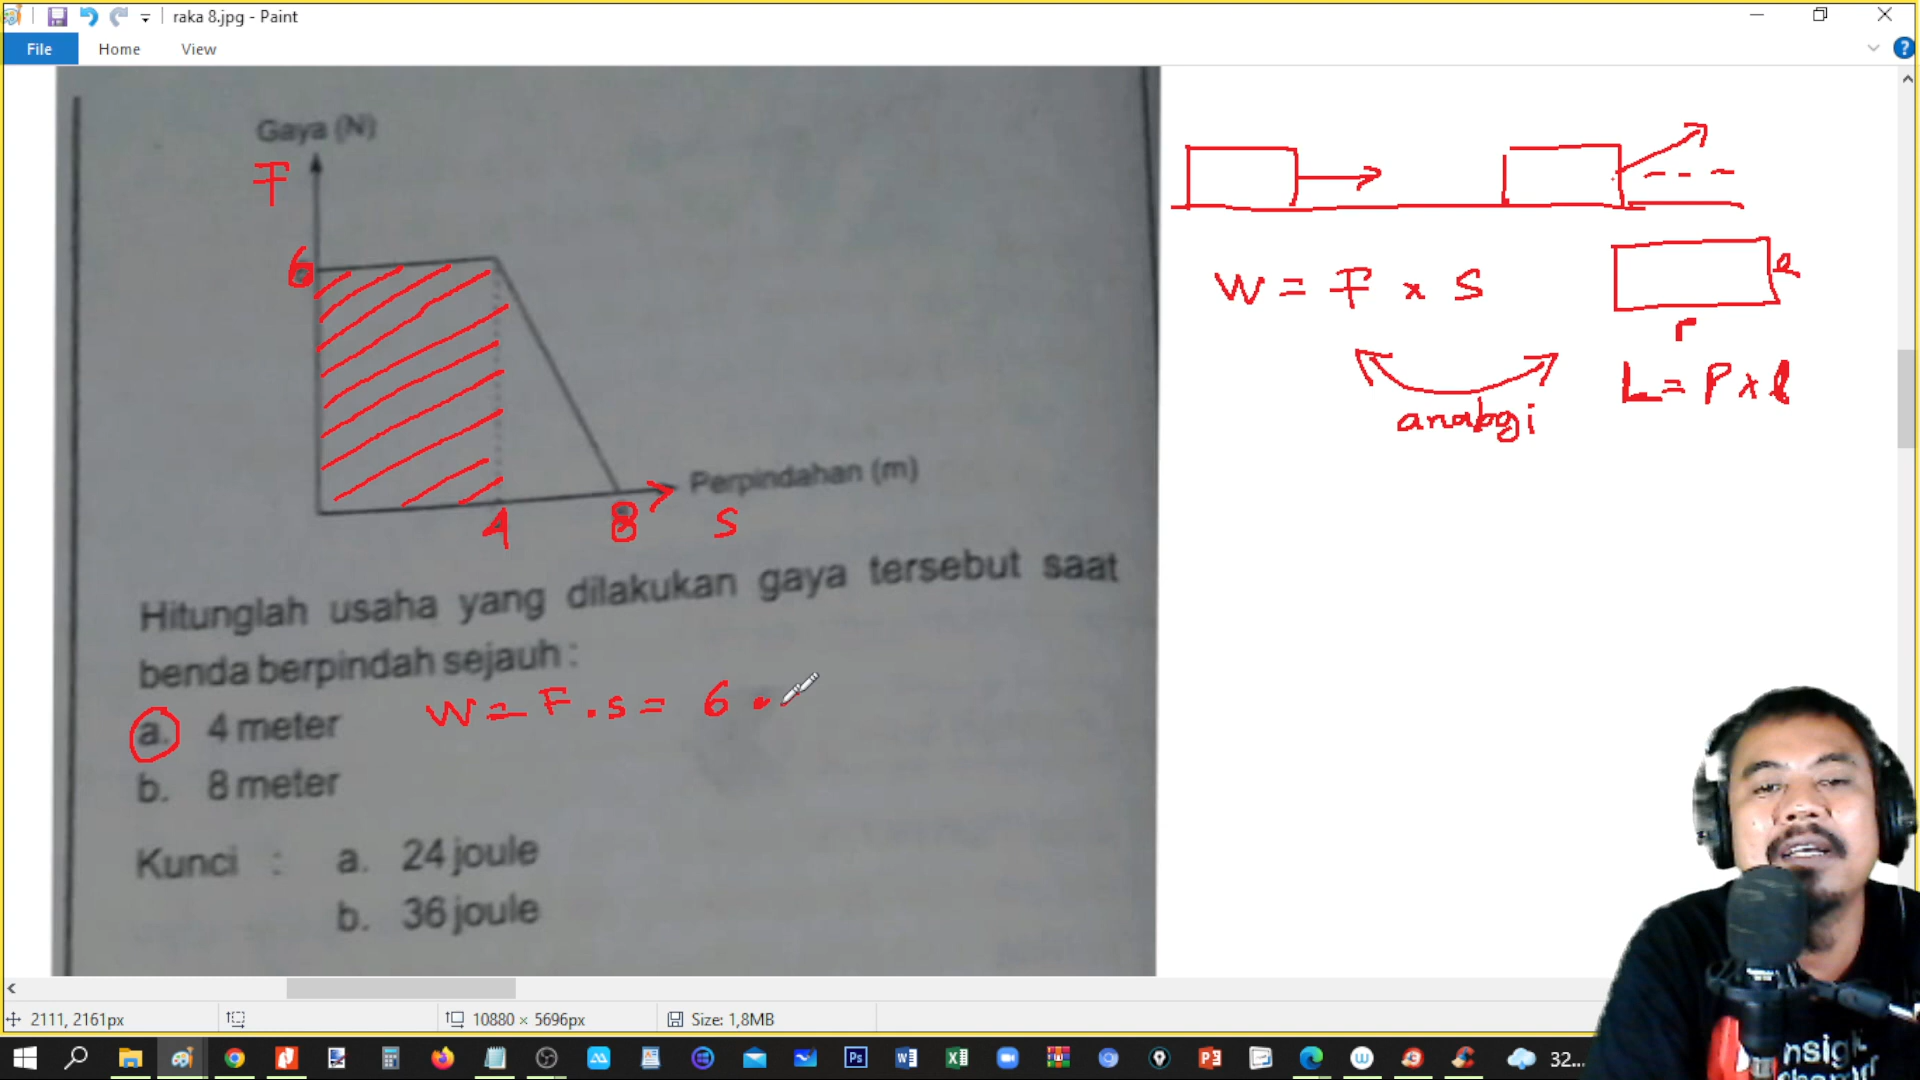 raka 8.jpg - Paint
File Home View
Gaya (N)
F
6
4 8
Perpindahan (m)
S
Hitunglah usaha yang dilakukan gaya tersebut saat
benda berpindah sejauh :
a. 4 meter
W = F . s = 6 .
b. 8 meter
Kunci : a. 24 joule
b. 36 joule
W = F x S
L = P x l
analogi
2111, 2161px
10880 × 5696px
Size: 1,8MB
32...